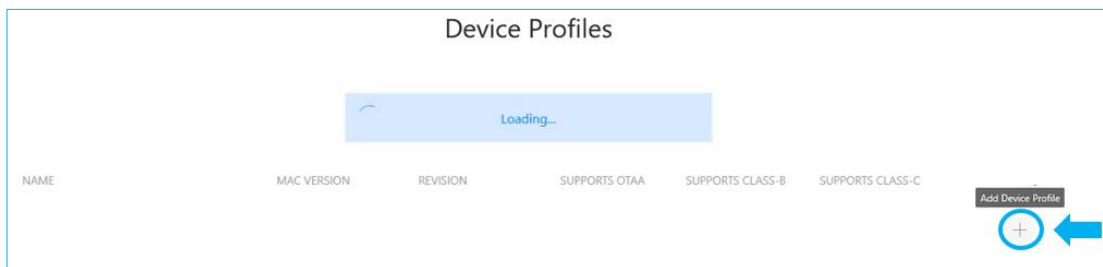 Device Profiles
Loading...
NAME MAC VERSION REVISION SUPPORTS OTAA SUPPORTS CLASS-B SUPPORTS CLASS-C
Add Device Profile
+